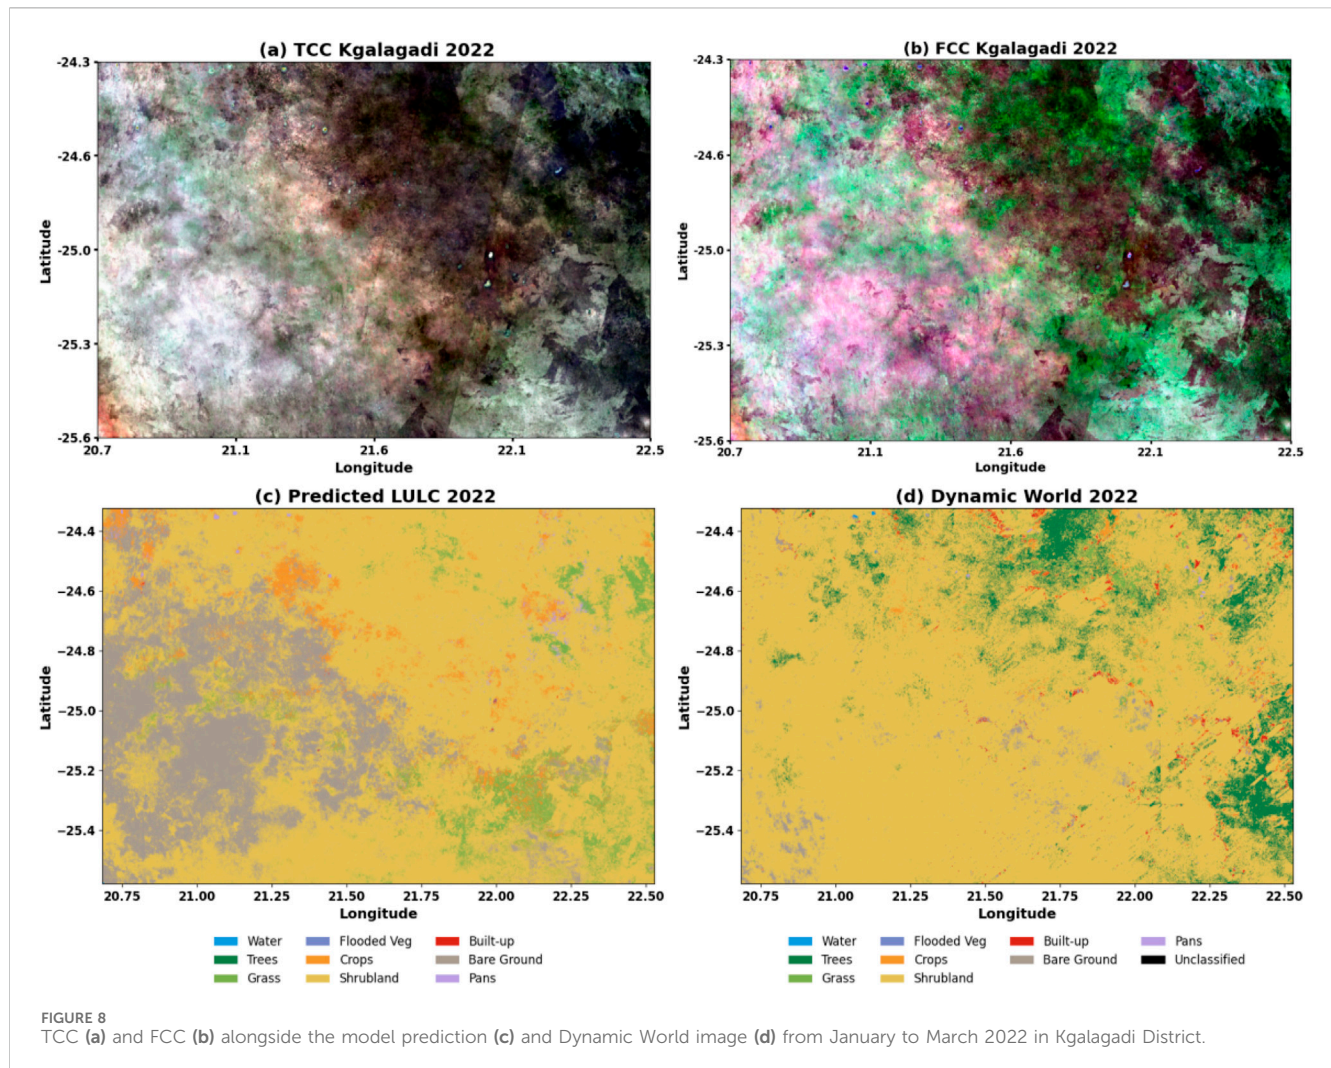 (a) TCC Kgalagadi 2022
-24.3
-24.6
-25.0
-25.3
-25.6
Latitude
20.7 21.1 21.6 22.1 22.5
Longitude
(b) FCC Kgalagadi 2022
-24.3
-24.6
-25.0
-25.3
-25.6
Latitude
20.7 21.1 21.6 22.1 22.5
Longitude
(c) Predicted LULC 2022
−24.4
−24.6
−24.8
−25.0
−25.2
−25.4
Latitude
20.75 21.00 21.25 21.50 21.75 22.00 22.25 22.50
Longitude
Water Flooded Veg Built-up
Trees Crops Bare Ground
Grass Shrubland Pans
(d) Dynamic World 2022
−24.4
−24.6
−24.8
−25.0
−25.2
−25.4
Latitude
20.75 21.00 21.25 21.50 21.75 22.00 22.25 22.50
Longitude
Water Flooded Veg Built-up Pans
Trees Crops Bare Ground Unclassified
Grass Shrubland
FIGURE 8
TCC (a) and FCC (b) alongside the model prediction (c) and Dynamic World image (d) from January to March 2022 in Kgalagadi District.